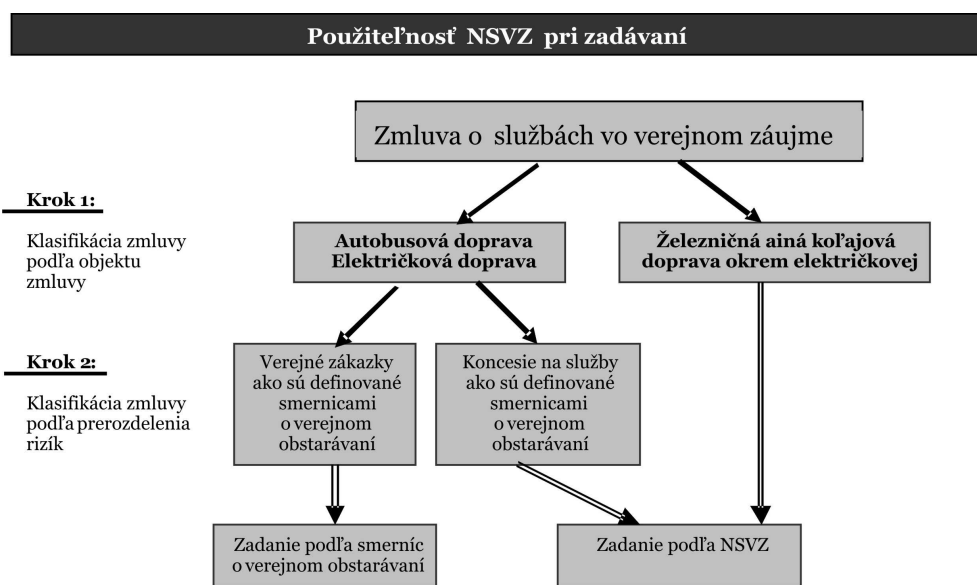 Použiteľnosť NSVZ pri zadávaní
Zmluva o službách vo verejnom záujme
Krok 1:
Klasifikácia zmluvy
podľa objektu
zmluvy
Autobusová doprava
Električková doprava
Železničná ainá koľajová
doprava okrem električkovej
Krok 2:
Klasifikácia zmluvy
podľa prerozdelenia
rizík
Verejné zákazky
ako sú definované
smernicami
o verejnom
obstarávaní
Koncesie na služby
ako sú definované
smernicami
o verejnom
obstarávaní
Zadanie podľa smerníc
o verejnom obstarávaní
Zadanie podľa NSVZ